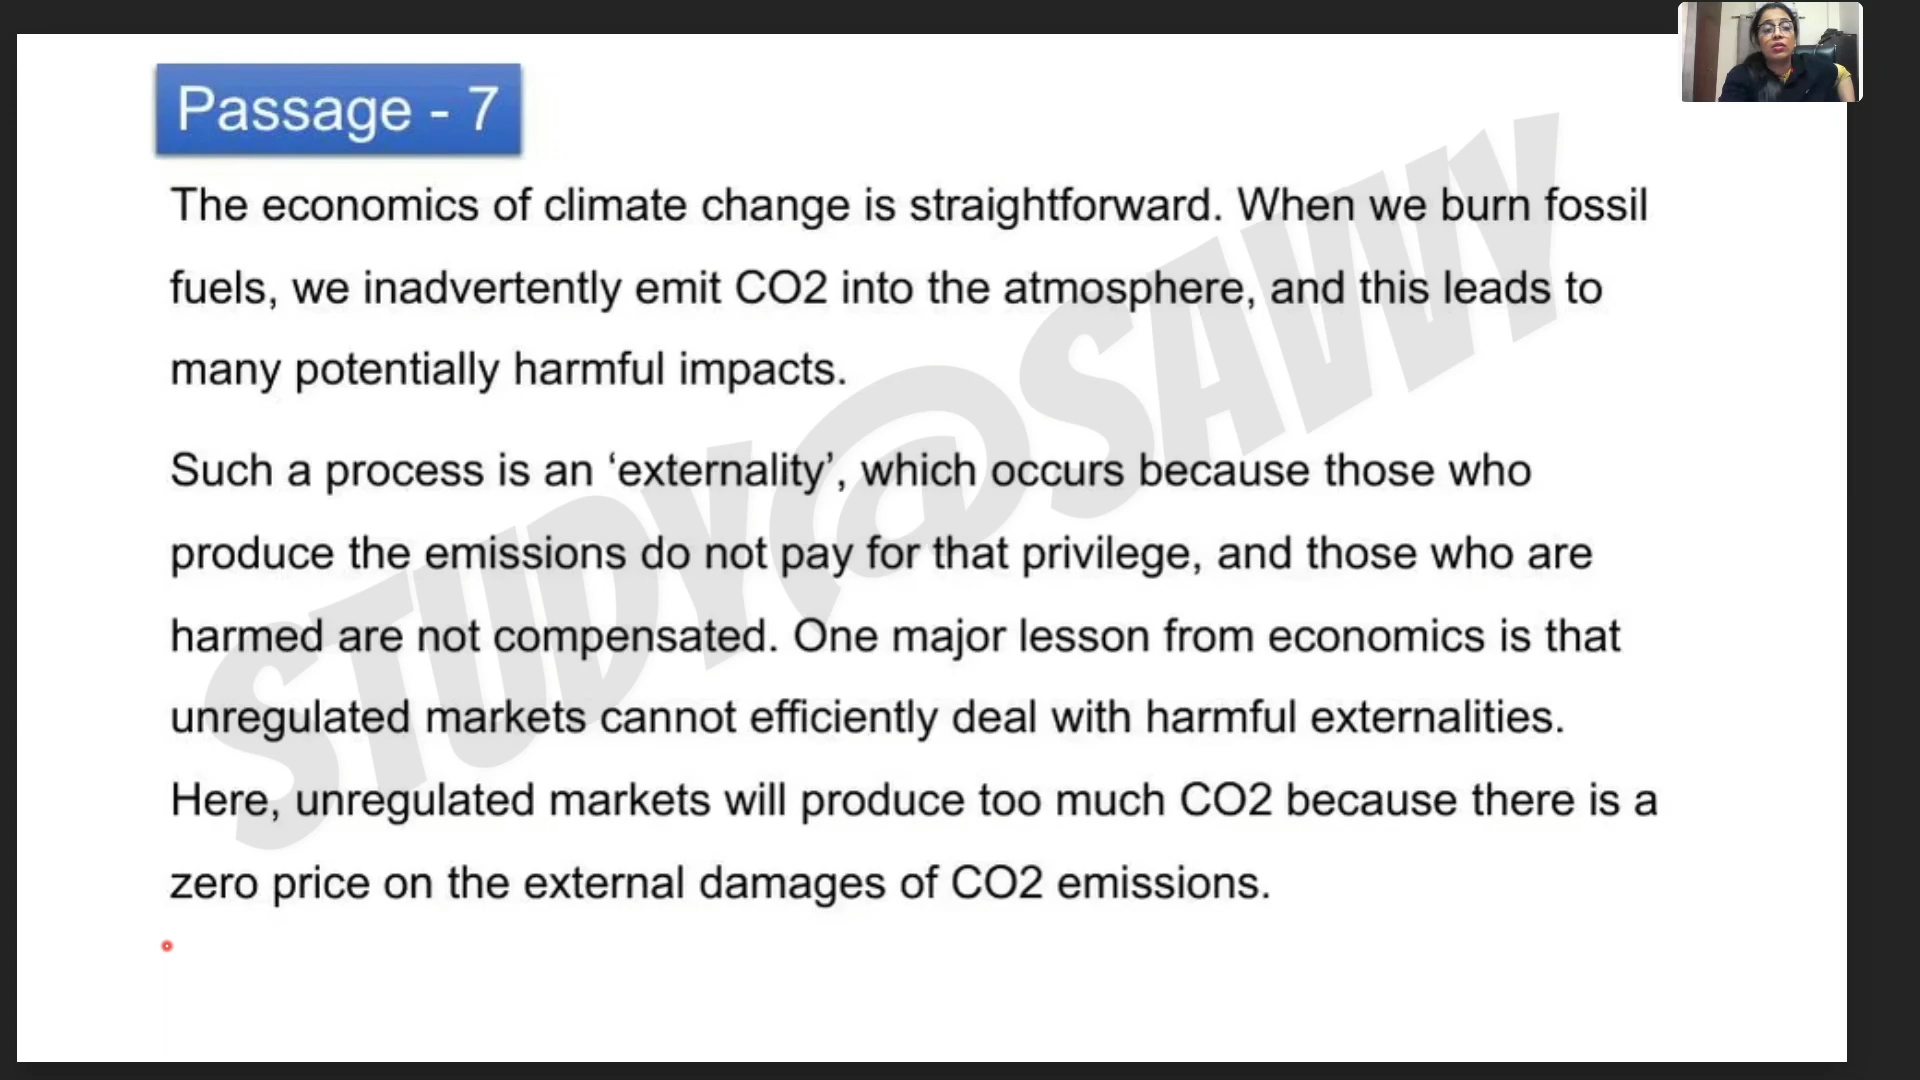 Passage - 7
The economics of climate change is straightforward. When we burn fossil
fuels, we inadvertently emit CO2 into the atmosphere, and this leads to
many potentially harmful impacts.
Such a process is an ‘externality’, which occurs because those who
produce the emissions do not pay for that privilege, and those who are
harmed are not compensated. One major lesson from economics is that
unregulated markets cannot efficiently deal with harmful externalities.
Here, unregulated markets will produce too much CO2 because there is a
zero price on the external damages of CO2 emissions.
STUDY@SAVVY